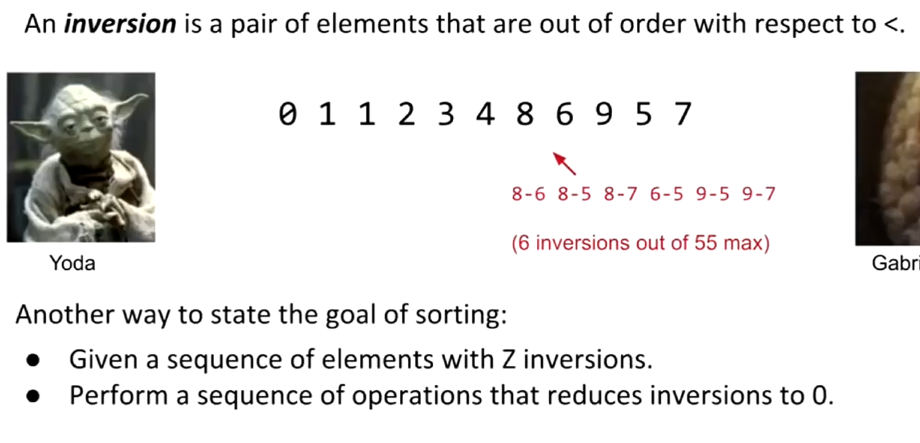 An inversion is a pair of elements that are out of order with respect to <.
0 1 1 2 3 4 8 6 9 5 7
8-6 8-5 8-7 6-5 9-5 9-7
(6 inversions out of 55 max)
Yoda
Gabri
Another way to state the goal of sorting:
● Given a sequence of elements with Z inversions.
● Perform a sequence of operations that reduces inversions to 0.